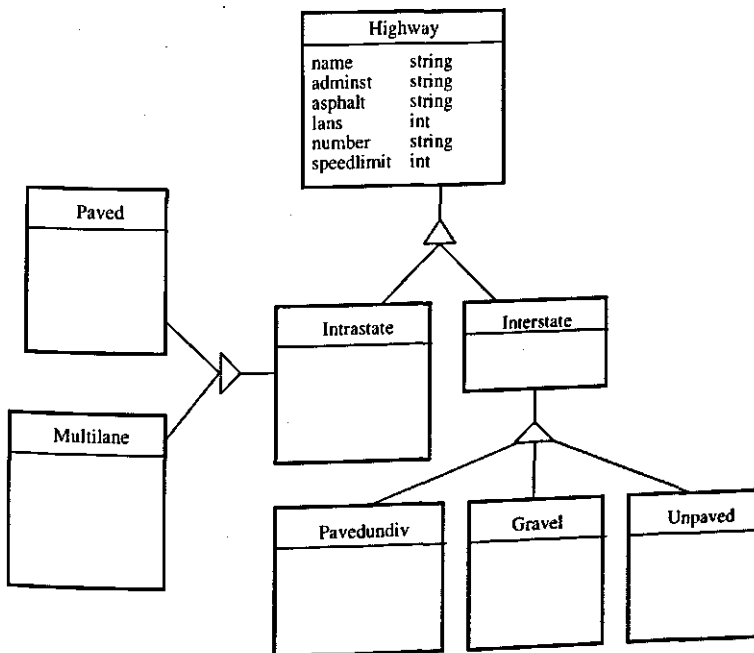 Highway
name string
adminst string
asphalt string
lans int
number string
speedlimit int
Paved
Intrastate
Interstate
Multilane
Pavedundiv
Gravel
Unpaved